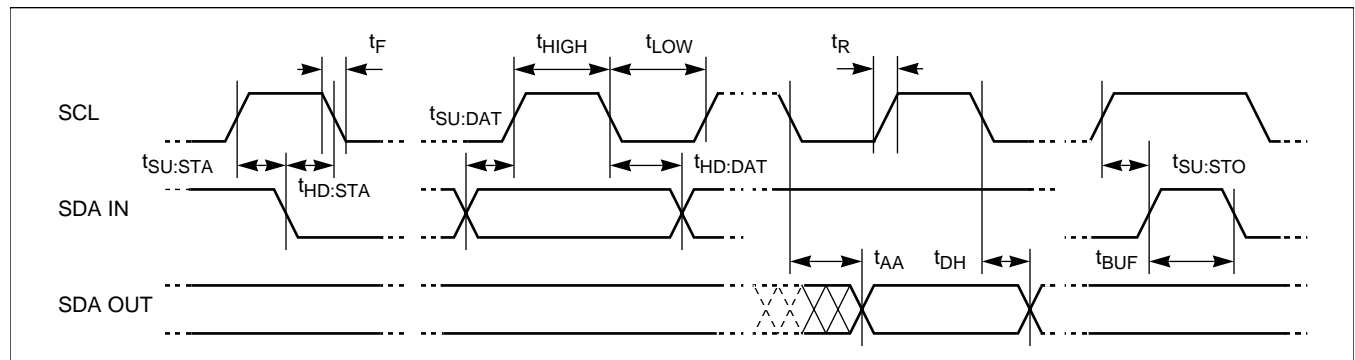 tF
tHIGH
tLOW
tR
SCL
tSU:DAT
tSU:STA
tHD:STA
tHD:DAT
tSU:STO
SDA IN
tAA
tDH
tBUF
SDA OUT